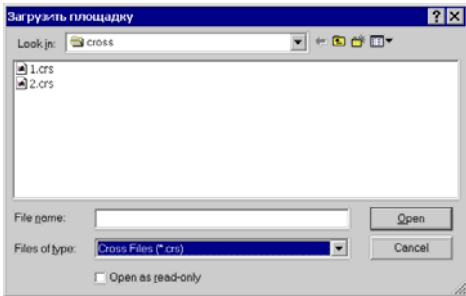 Загрузить площадку
Look in: cross
1.crs
2.crs
File name: Open
Files of type: Cross Files (*.crs) Cancel
Open as read-only